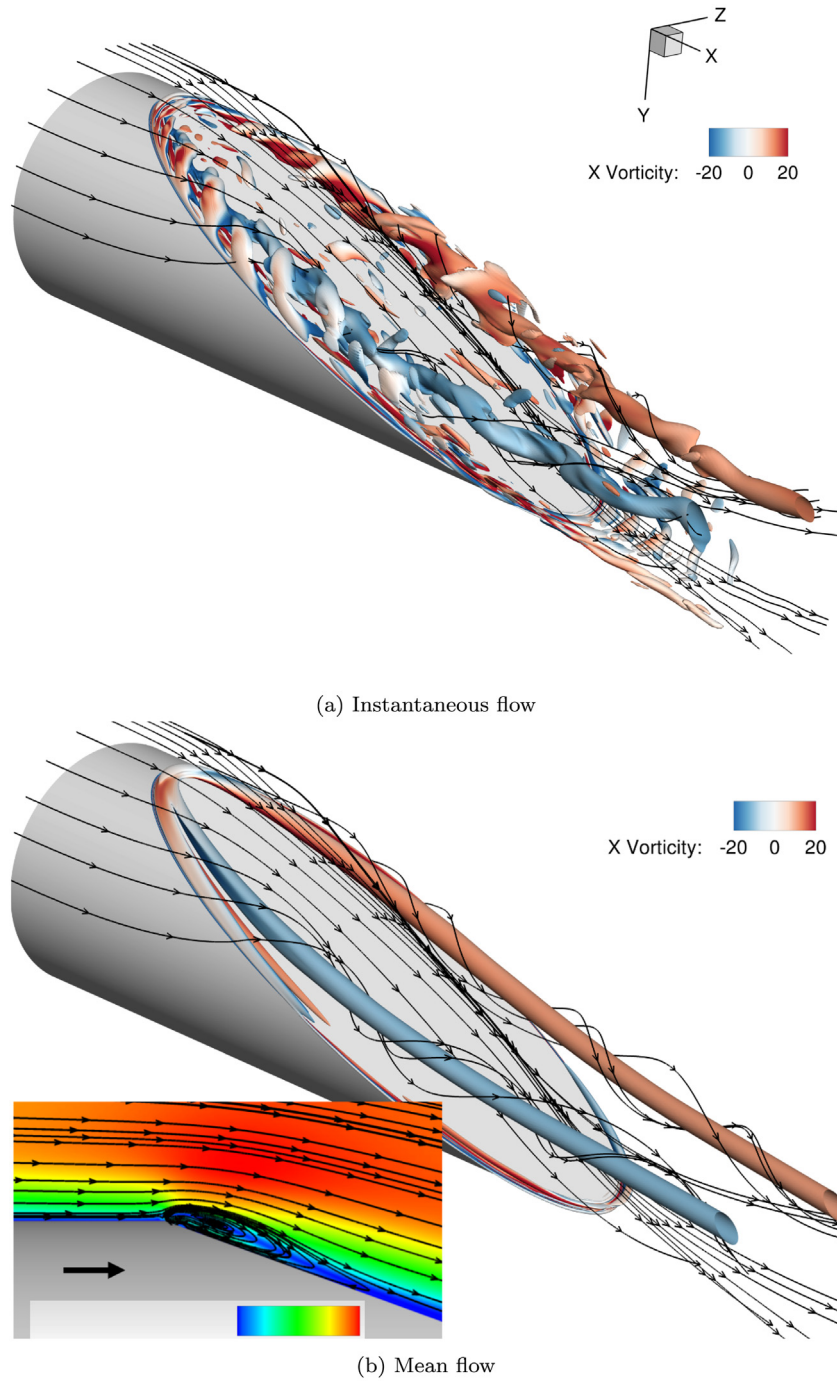 Z
X
Y
X Vorticity: -20 0 20
(a) Instantaneous flow
X Vorticity: -20 0 20
(b) Mean flow